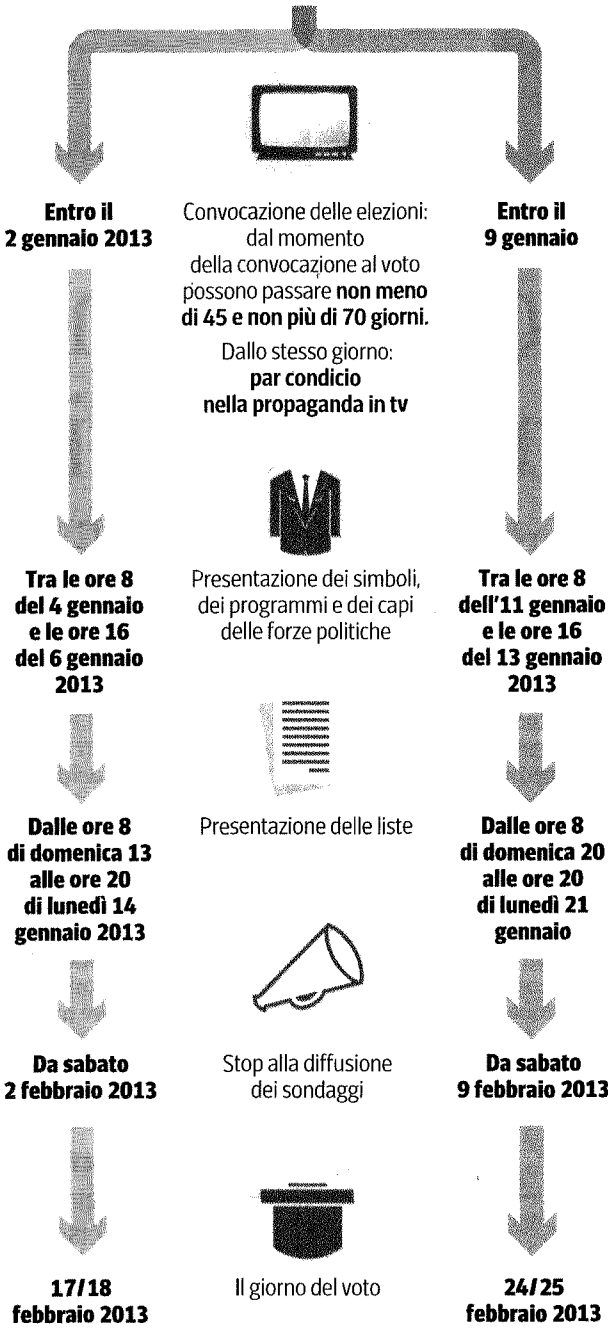 Entro il
2 gennaio 2013
Convocazione delle elezioni:
dal momento
della convocazione al voto
possono passare non meno
di 45 e non più di 70 giorni.
Dallo stesso giorno:
par condicio
nella propaganda in tv
Entro il
9 gennaio
Tra le ore 8
del 4 gennaio
e le ore 16
del 6 gennaio
2013
Presentazione dei simboli,
dei programmi e dei capi
delle forze politiche
Tra le ore 8
dell'11 gennaio
e le ore 16
del 13 gennaio
2013
Dalle ore 8
di domenica 13
alle ore 20
di lunedì 14
gennaio 2013
Presentazione delle liste
Dalle ore 8
di domenica 20
alle ore 20
di lunedì 21
gennaio
Da sabato
2 febbraio 2013
Stop alla diffusione
dei sondaggi
Da sabato
9 febbraio 2013
17/18
febbraio 2013
Il giorno del voto
24/25
febbraio 2013